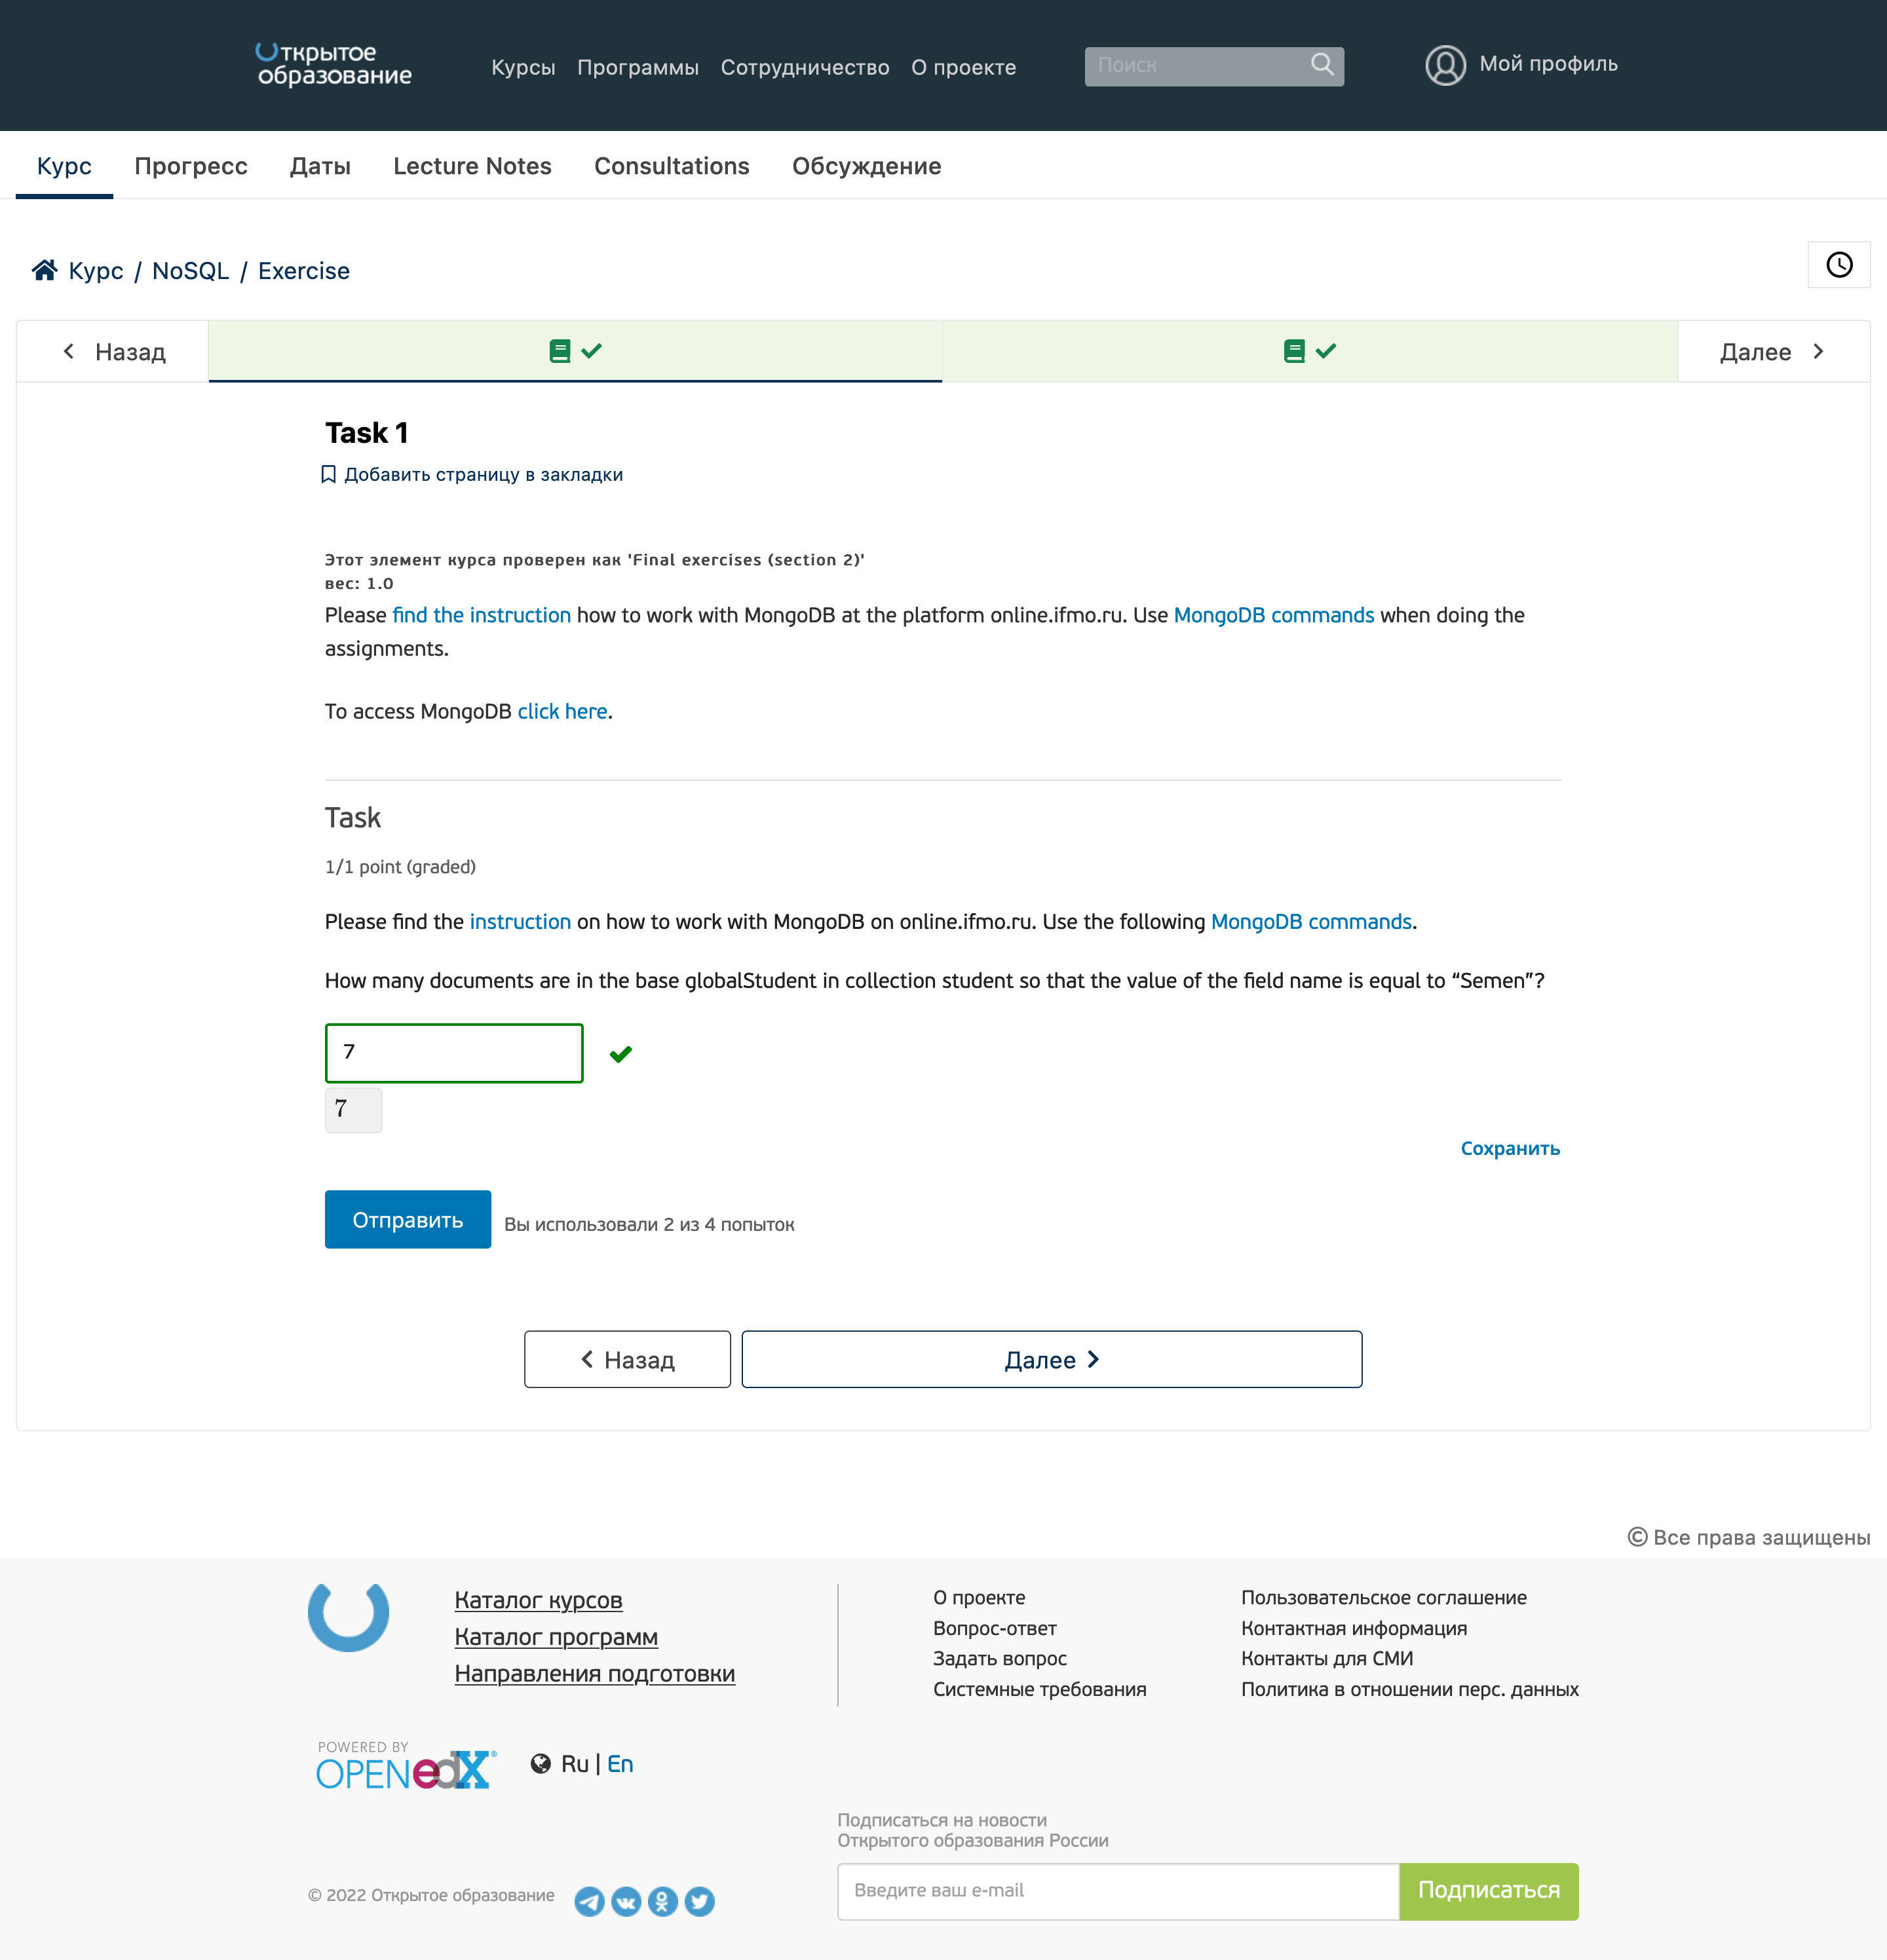 Открытое
образование
Курсы Программы Сотрудничество О проекте
Поиск
Мой профиль
Курс Прогресс Даты Lecture Notes Consultations Обсуждение
Курс / NoSQL / Exercise
Назад
Далее
Task 1
Добавить страницу в закладки
Этот элемент курса проверен как 'Final exercises (section 2)'
вес: 1.0
Please find the instruction how to work with MongoDB at the platform online.ifmo.ru. Use MongoDB commands when doing the
assignments.
To access MongoDB click here.
Task
1/1 point (graded)
Please find the instruction on how to work with MongoDB on online.ifmo.ru. Use the following MongoDB commands.
How many documents are in the base globalStudent in collection student so that the value of the field name is equal to “Semen”?
7
7
Сохранить
Отправить
Вы использовали 2 из 4 попыток
Назад
Далее
© Все права защищены
Каталог курсов
Каталог программ
Направления подготовки
О проекте
Вопрос-ответ
Задать вопрос
Системные требования
Пользовательское соглашение
Контактная информация
Контакты для СМИ
Политика в отношении перс. данных
POWERED BY
OPENedX®
Ru | En
Подписаться на новости
Открытого образования России
Введите ваш e-mail
Подписаться
© 2022 Открытое образование